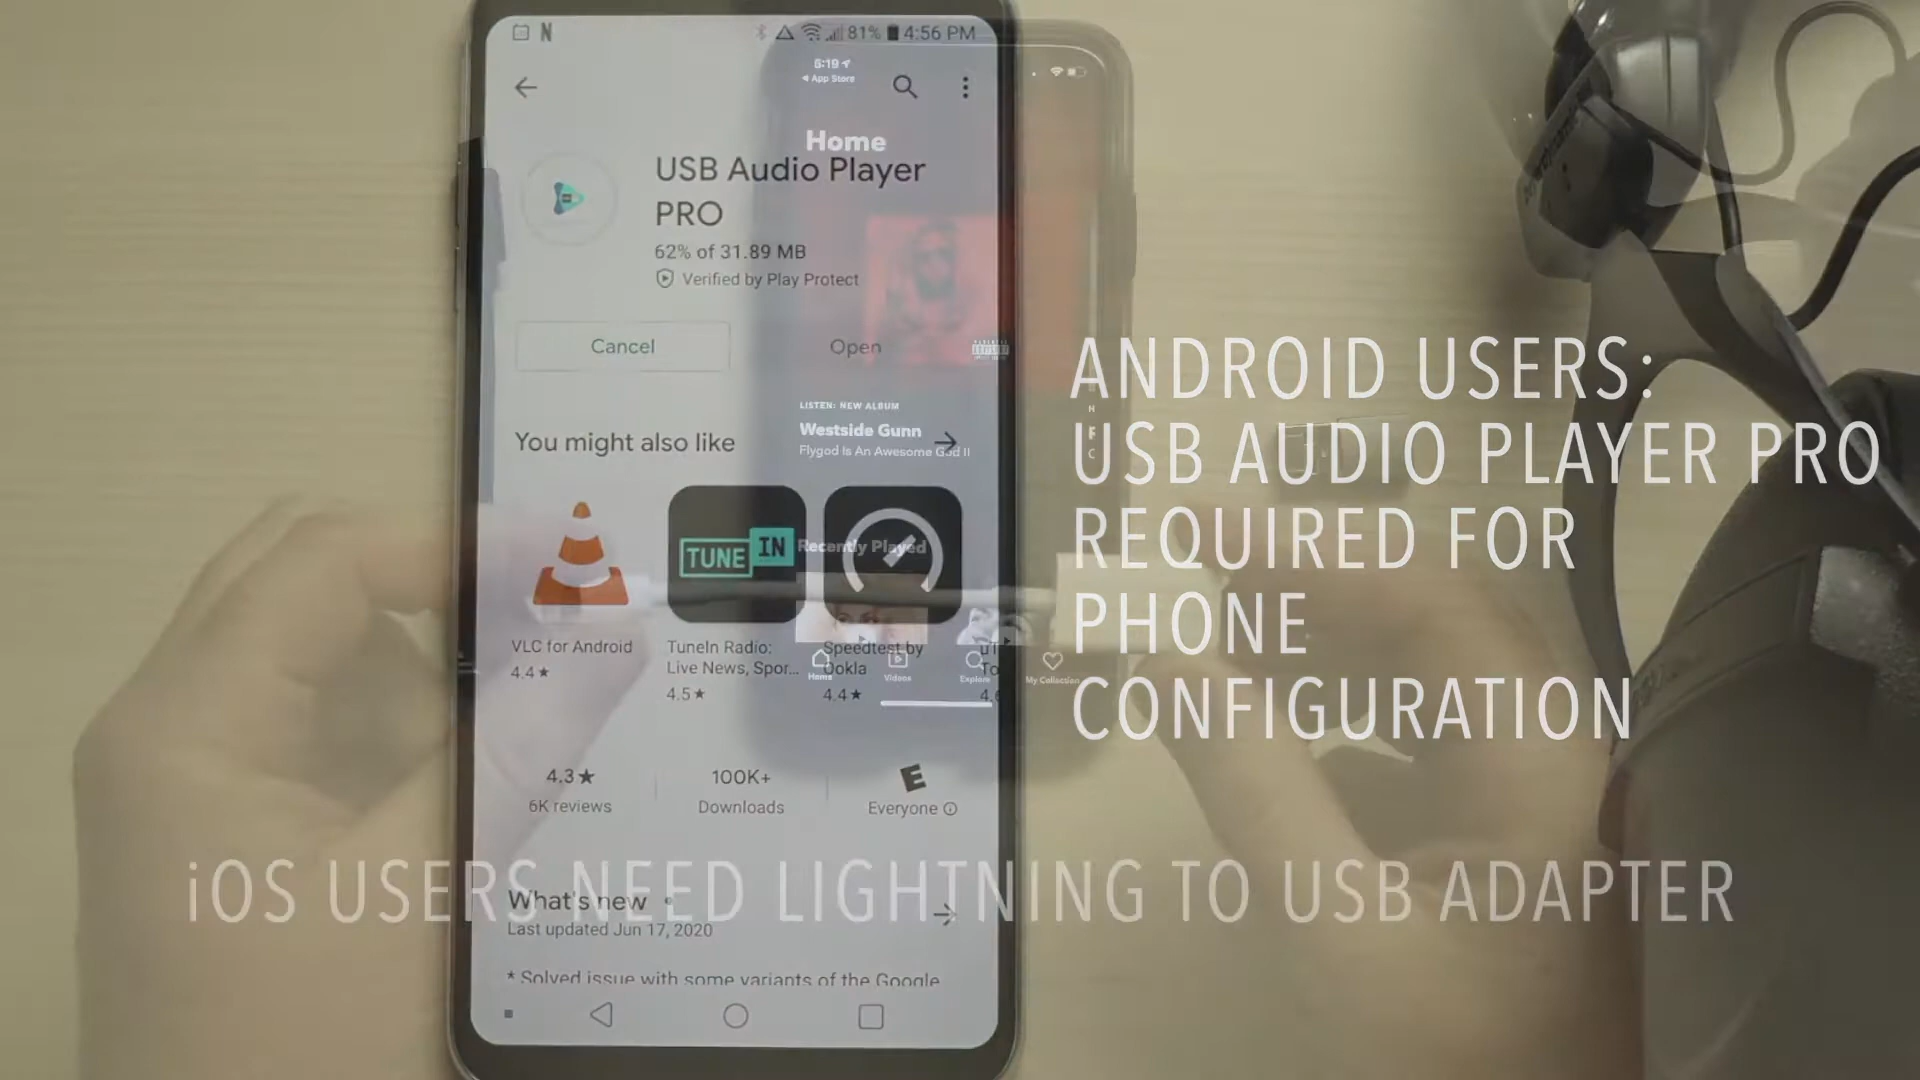 N
81% 4:56 PM
5:19
App Store
Home
USB Audio Player
PRO
62% of 31.89 MB
Verified by Play Protect
Cancel
Open
LISTEN: NEW ALBUM
Westside Gunn
Flygod Is An Awesome God II
You might also like
TUNE IN
Recently Played
VLC for Android
4.4★
TuneIn Radio:
Live News, Spor...
4.5★
Speedtest by
Ookla
4.4★
Home
Videos
Explore
My Collection
4.3★
6K reviews
100K+
Downloads
E
Everyone
What's new
Last updated Jun 17, 2020
* Solved issue with some variants of the Google
ANDROID USERS:
USB AUDIO PLAYER PRO
REQUIRED FOR
PHONE
CONFIGURATION
iOS USERS NEED LIGHTNING TO USB ADAPTER